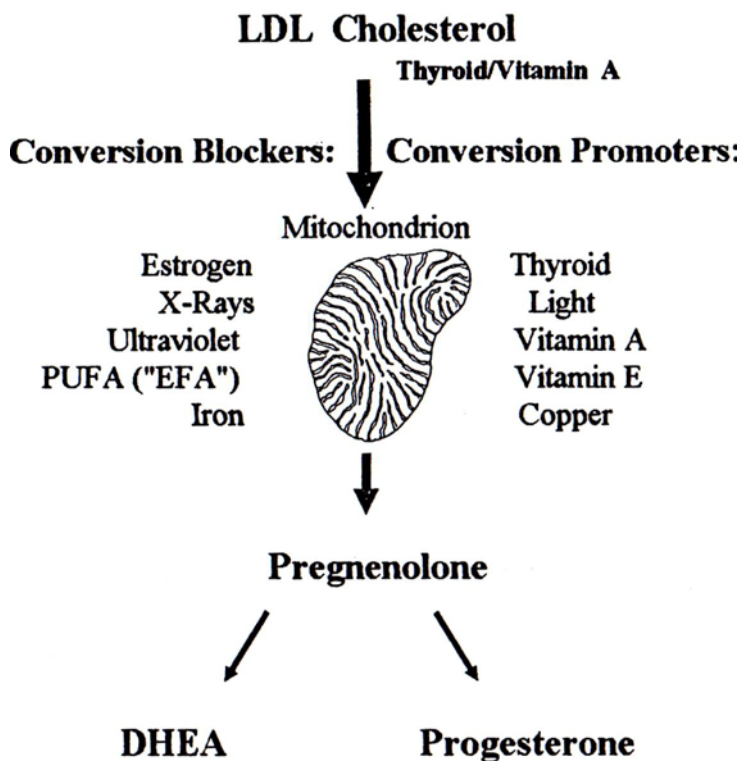 LDL Cholesterol
Thyroid/Vitamin A
Conversion Blockers:
Conversion Promoters:
Mitochondrion
Estrogen
X-Rays
Ultraviolet
PUFA ("EFA")
Iron
Thyroid
Light
Vitamin A
Vitamin E
Copper
Pregnenolone
DHEA
Progesterone